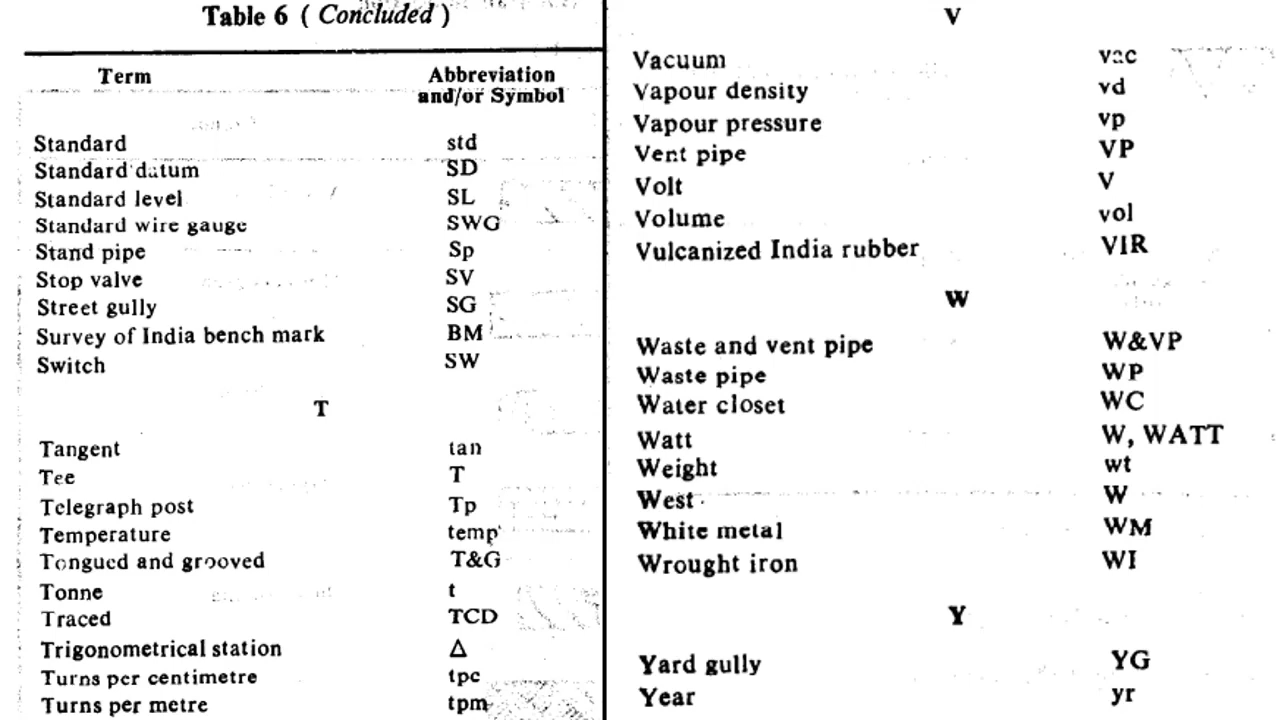 Table 6 ( Concluded )
Term Abbreviation
and/or Symbol
Standard std
Standard datum SD
Standard level SL
Standard wire gauge SWG
Stand pipe Sp
Stop valve SV
Street gully SG
Survey of India bench mark BM
Switch SW
T
Tangent tan
Tee T
Telegraph post Tp
Temperature temp
Tongued and grooved T&G
Tonne t
Traced TCD
Trigonometrical station Δ
Turns per centimetre tpc
Turns per metre tpm
V
Vacuum vac
Vapour density vd
Vapour pressure vp
Vent pipe VP
Volt V
Volume vol
Vulcanized India rubber VIR
W
Waste and vent pipe W&VP
Waste pipe WP
Water closet WC
Watt W, WATT
Weight wt
West W
White metal WM
Wrought iron WI
Y
Yard gully YG
Year yr